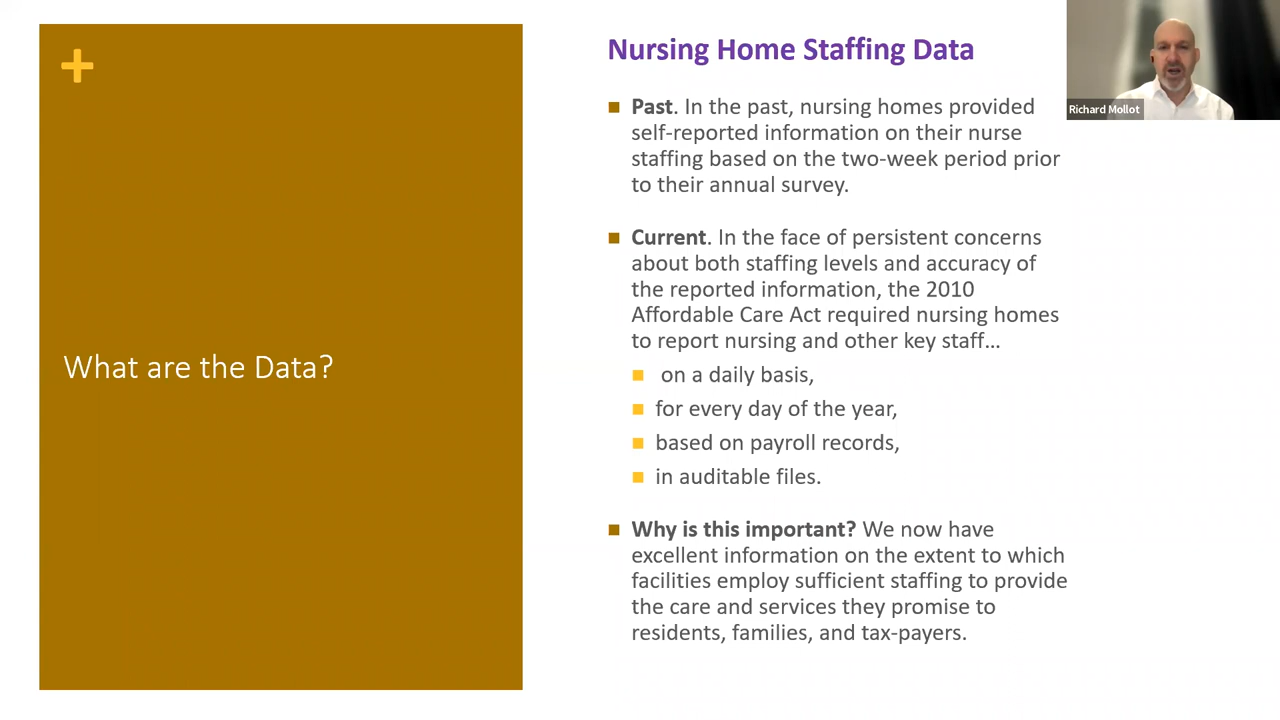 +
What are the Data?
Nursing Home Staffing Data
Past. In the past, nursing homes provided
self-reported information on their nurse
staffing based on the two-week period prior
to their annual survey.
Current. In the face of persistent concerns
about both staffing levels and accuracy of
the reported information, the 2010
Affordable Care Act required nursing homes
to report nursing and other key staff…
on a daily basis,
for every day of the year,
based on payroll records,
in auditable files.
Why is this important? We now have
excellent information on the extent to which
facilities employ sufficient staffing to provide
the care and services they promise to
residents, families, and tax-payers.
Richard Mollot